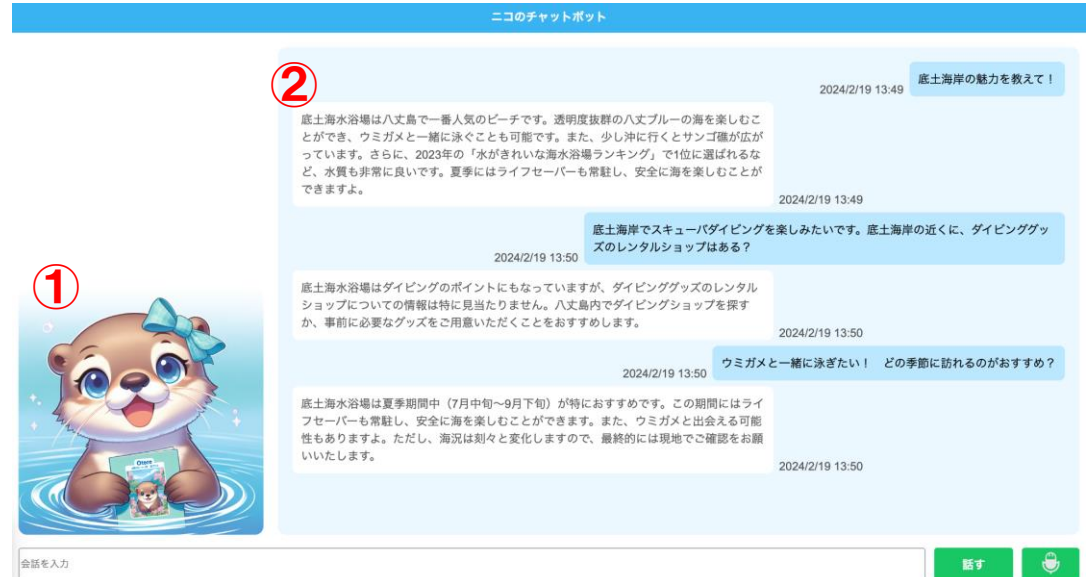 ニコのチャットボット
②
底土海岸の魅力を教えて！
2024/2/19 13:49
底土海水浴場は八丈島で一番人気のビーチです。透明度抜群の八丈ブルーの海を楽しむこ
とができ、ウミガメと一緒に泳ぐことも可能です。また、少し沖に行くとサンゴ礁が広が
っています。さらに、2023年の「水がきれいな海水浴場ランキング」で1位に選ばれるな
ど、水質も非常に良いです。夏季にはライフセーバーも常駐し、安全に海を楽しむことが
できますよ。
2024/2/19 13:49
底土海岸でスキューバダイビングを楽しみたいです。底土海岸の近くに、ダイビンググッ
ズのレンタルショップはある？
2024/2/19 13:50
①
底土海水浴場はダイビングのポイントにもなっていますが、ダイビンググッズのレンタル
ショップについての情報は特に見当たりません。八丈島内でダイビングショップを探す
か、事前に必要なグッズをご用意いただくことをおすすめします。
2024/2/19 13:50
ウミガメと一緒に泳ぎたい！　どの季節に訪れるのがおすすめ？
2024/2/19 13:50
底土海水浴場は夏季期間中（7月中旬～9月下旬）が特におすすめです。この期間にはライ
フセーバーも常駐し、安全に海を楽しむことができます。また、ウミガメと出会える可能
性もありますよ。ただし、海況は刻々と変化しますので、最終的には現地でご確認をお願
いいたします。
2024/2/19 13:50
会話を入力
話す